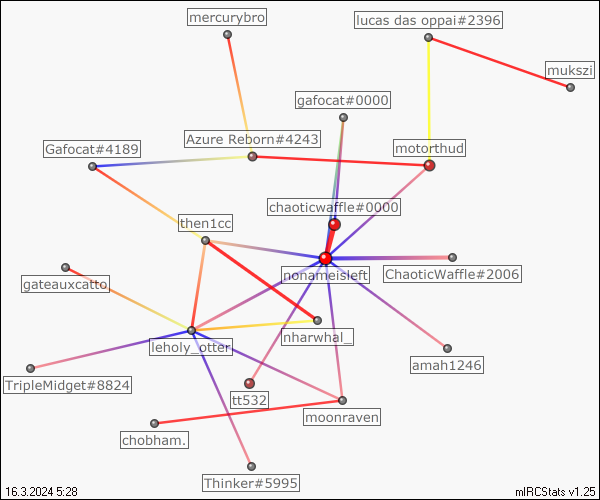 mercurybro
lucas das oppai#2396
mukszi
gafocat#0000
Azure Reborn#4243
Gafocat#4189
motorthud
chaoticwaffle#0000
then1cc
nonameisleft
ChaoticWaffle#2006
gateauxcatto
nharwhal_
leholy_otter
amah1246
TripleMidget#8824
tt532
moonraven
chobham.
Thinker#5995
16.3.2024 5:28
mIRCStats v1.25